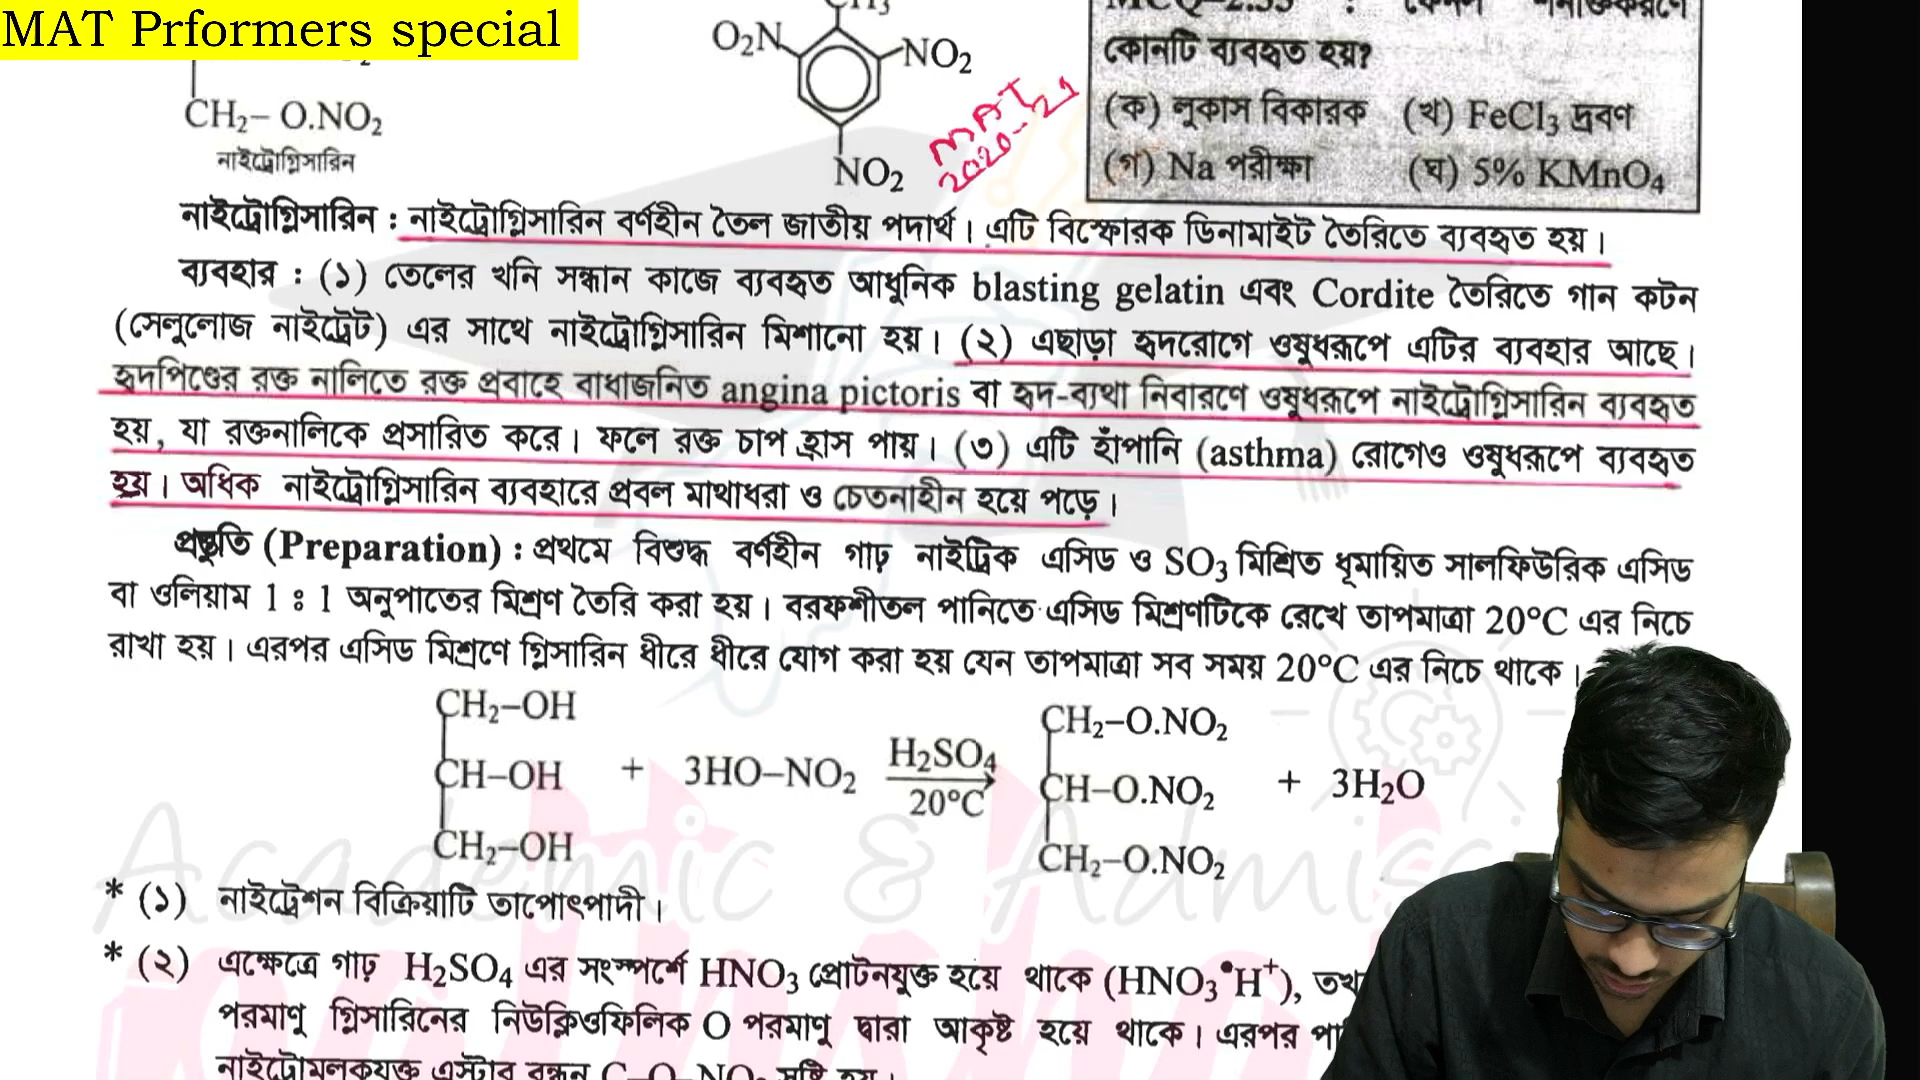 MAT Prformers special
O₂N
NO₂
কোনটি ব্যবহৃত হয়?
(ক) লুকাস বিকারক (খ) FeCl₃ দ্রবণ
(গ) Na পরীক্ষা (ঘ) 5% KMnO₄
CH₂– O.NO₂
নাইট্রোগ্লিসারিন
NO₂
MAT
2020-21
নাইট্রোগ্লিসারিন : নাইট্রোগ্লিসারিন বর্ণহীন তৈল জাতীয় পদার্থ। এটি বিস্ফোরক ডিনামাইট তৈরিতে ব্যবহৃত হয়।
ব্যবহার : (১) তেলের খনি সন্ধান কাজে ব্যবহৃত আধুনিক blasting gelatin এবং Cordite তৈরিতে গান কটন
(সেলুলোজ নাইট্রেট) এর সাথে নাইট্রোগ্লিসারিন মিশানো হয়। (২) এছাড়া হৃদরোগে ওষুধরূপে এটির ব্যবহার আছে।
হৃদপিণ্ডের রক্ত নালিতে রক্ত প্রবাহে বাধাজনিত angina pictoris বা হৃদ-ব্যথা নিবারণে ওষুধরূপে নাইট্রোগ্লিসারিন ব্যবহৃত
হয়, যা রক্তনালিকে প্রসারিত করে। ফলে রক্ত চাপ হ্রাস পায়। (৩) এটি হাঁপানি (asthma) রোগেও ওষুধরূপে ব্যবহৃত
হয়। অধিক নাইট্রোগ্লিসারিন ব্যবহারে প্রবল মাথাধরা ও চেতনাহীন হয়ে পড়ে।
প্রস্তুতি (Preparation) : প্রথমে বিশুদ্ধ বর্ণহীন গাঢ় নাইট্রিক এসিড ও SO₃ মিশ্রিত ধূমায়িত সালফিউরিক এসিড
বা ওলিয়াম 1 ঃ 1 অনুপাতের মিশ্রণ তৈরি করা হয়। বরফশীতল পানিতে এসিড মিশ্রণটিকে রেখে তাপমাত্রা 20°C এর নিচে
রাখা হয়। এরপর এসিড মিশ্রণে গ্লিসারিন ধীরে ধীরে যোগ করা হয় যেন তাপমাত্রা সব সময় 20°C এর নিচে থাকে।
CH₂–OH CH₂–O.NO₂
CH–OH + 3HO–NO₂ H₂SO₄ 20°C CH–O.NO₂ + 3H₂O
CH₂–OH CH₂–O.NO₂
Academic & Admiss
* (১) নাইট্রেশন বিক্রিয়াটি তাপোৎপাদী।
* (২) এক্ষেত্রে গাঢ় H₂SO₄ এর সংস্পর্শে HNO₃ প্রোটনযুক্ত হয়ে থাকে (HNO₃•H⁺),
পরমাণু গ্লিসারিনের নিউক্লিওফিলিক O পরমাণু দ্বারা আকৃষ্ট হয়ে থাকে। এরপর